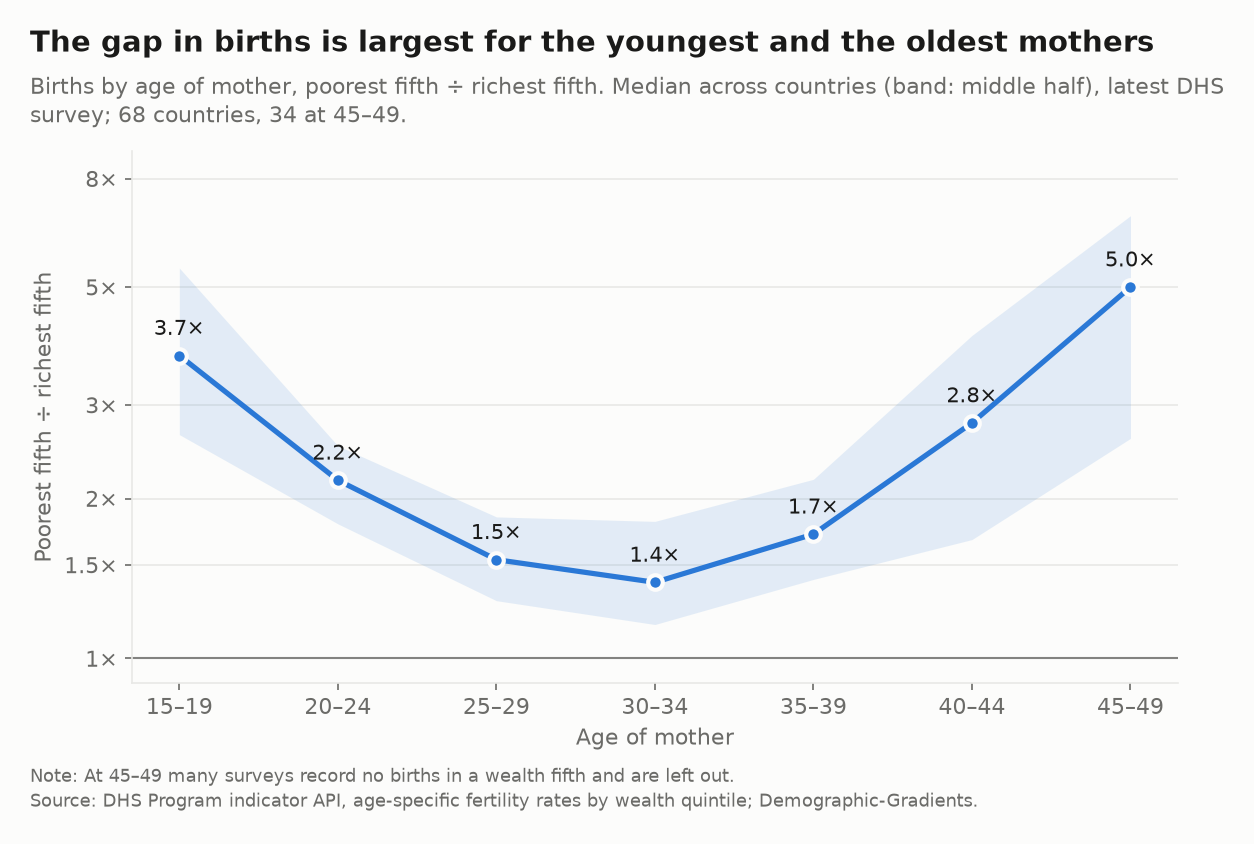 The gap in births is largest for the youngest and the oldest mothers
Births by age of mother, poorest fifth ÷ richest fifth. Median across countries (band: middle half), latest DHS
survey; 68 countries, 34 at 45–49.
Poorest fifth ÷ richest fifth
8×
5×
3×
2×
1.5×
1×
3.7×
2.2×
1.5×
1.4×
1.7×
2.8×
5.0×
15–19
20–24
25–29
30–34
35–39
40–44
45–49
Age of mother
Note: At 45–49 many surveys record no births in a wealth fifth and are left out.
Source: DHS Program indicator API, age-specific fertility rates by wealth quintile; Demographic-Gradients.